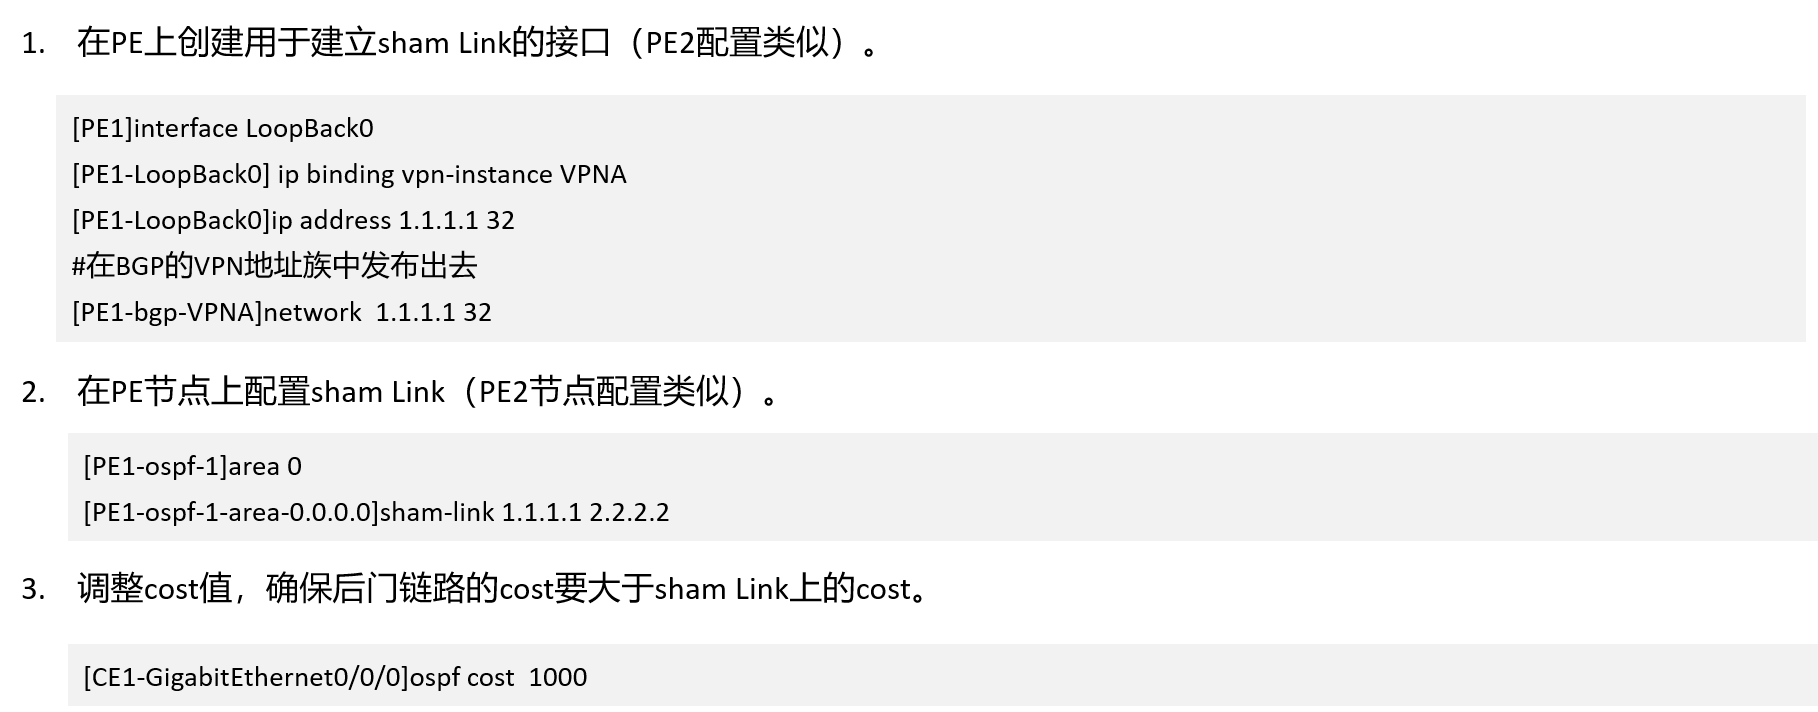 1. 在PE上创建用于建立sham Link的接口（PE2配置类似）。
[PE1]interface LoopBack0
[PE1-LoopBack0] ip binding vpn-instance VPNA
[PE1-LoopBack0]ip address 1.1.1.1 32
#在BGP的VPN地址族中发布出去
[PE1-bgp-VPNA]network  1.1.1.1 32
2. 在PE节点上配置sham Link（PE2节点配置类似）。
[PE1-ospf-1]area 0
[PE1-ospf-1-area-0.0.0.0]sham-link 1.1.1.1 2.2.2.2
3. 调整cost值，确保后门链路的cost要大于sham Link上的cost。
[CE1-GigabitEthernet0/0/0]ospf cost  1000